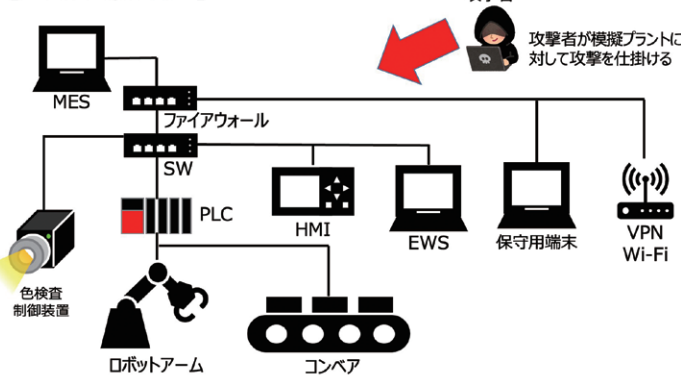 攻撃者が模擬プラントに
対して攻撃を仕掛ける
MES
ファイアウォール
SW
PLC
HMI
EWS
保守用端末
VPN
Wi-Fi
色検査
制御装置
ロボットアーム
コンベア